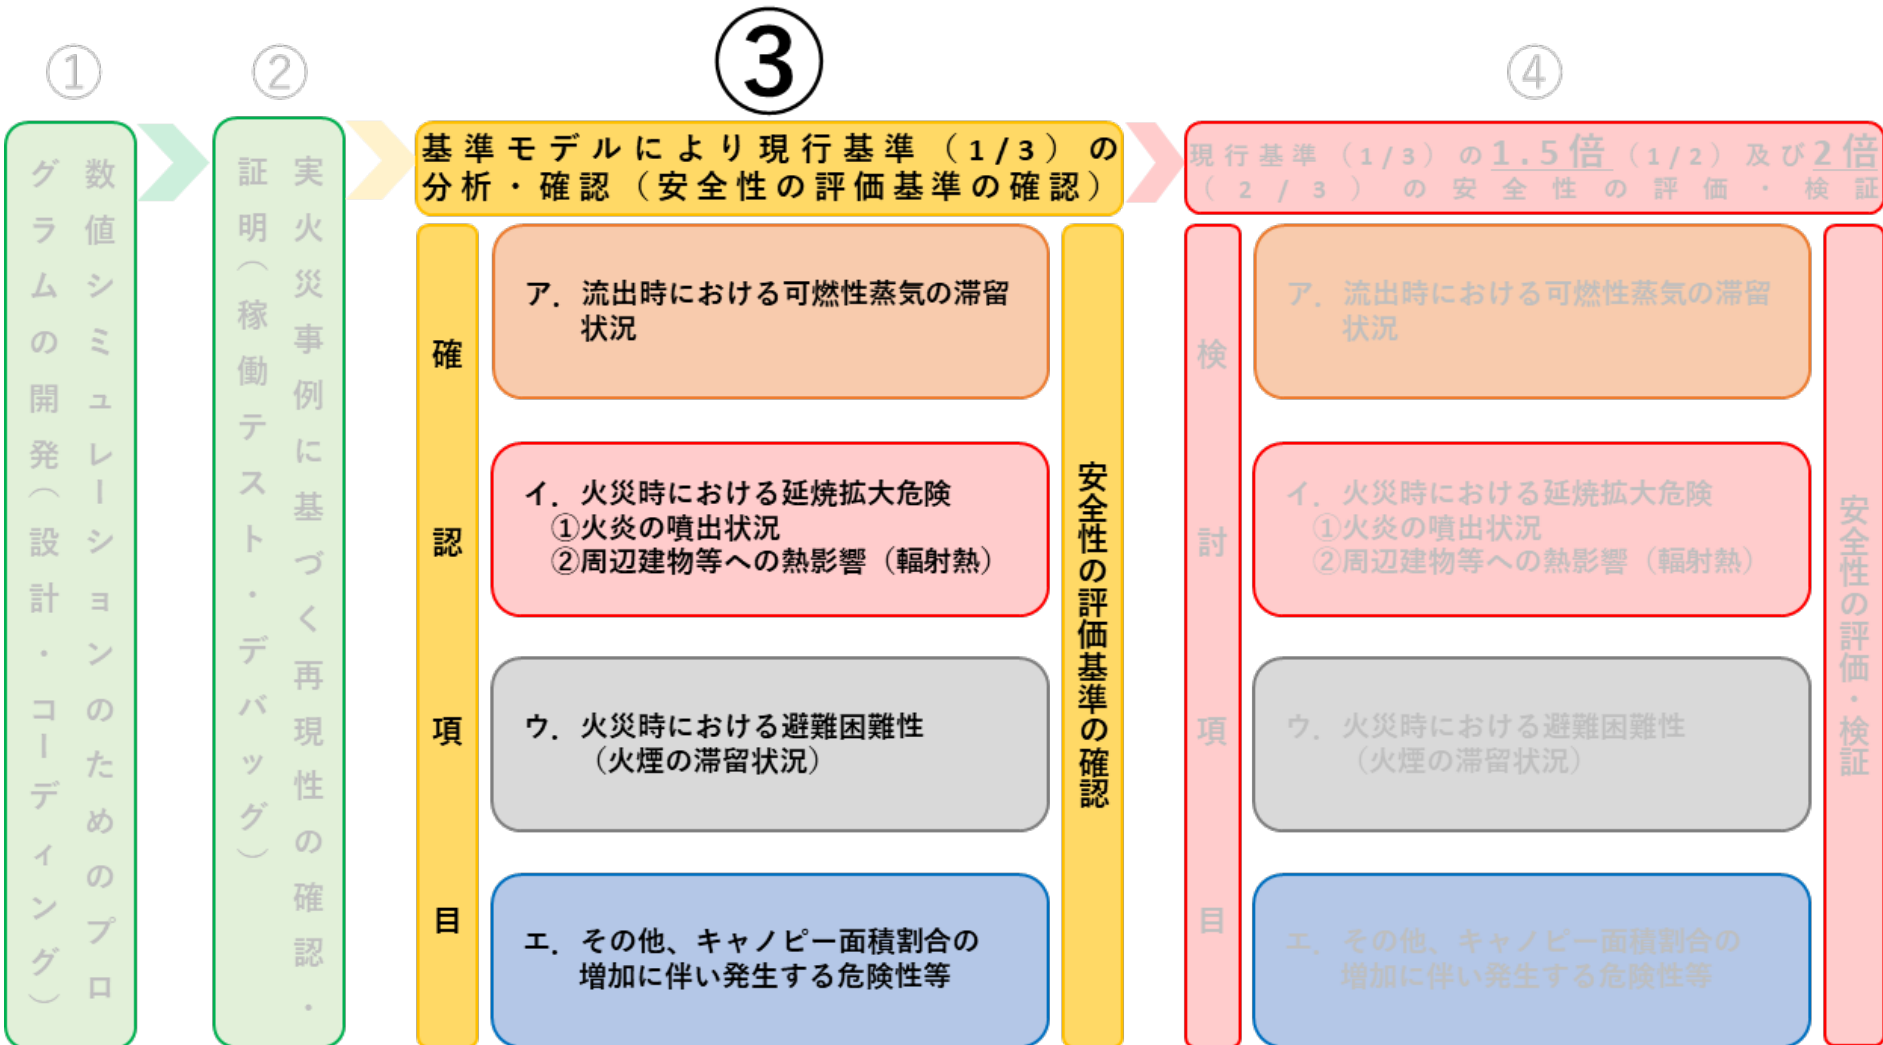 ①
数値シミュレーションのためのプロ
グラムの開発（設計・コーディング）
②
実火災事例に基づく再現性の確認・
証明（稼働テスト・デバッグ）
③
基準モデルにより現行基準（1/3）の
分析・確認（安全性の評価基準の確認）
確認項目
ア．流出時における可燃性蒸気の滞留
状況
イ．火災時における延焼拡大危険
①火炎の噴出状況
②周辺建物等への熱影響（輻射熱）
ウ．火災時における避難困難性
（火煙の滞留状況）
エ．その他、キャノピー面積割合の
増加に伴い発生する危険性等
安全性の評価基準の確認
④
現行基準（1/3）の1.5倍（1/2）及び2倍
（2/3）の安全性の評価・検証
検討項目
ア．流出時における可燃性蒸気の滞留
状況
イ．火災時における延焼拡大危険
①火炎の噴出状況
②周辺建物等への熱影響（輻射熱）
ウ．火災時における避難困難性
（火煙の滞留状況）
エ．その他、キャノピー面積割合の
増加に伴い発生する危険性等
安全性の評価・検証